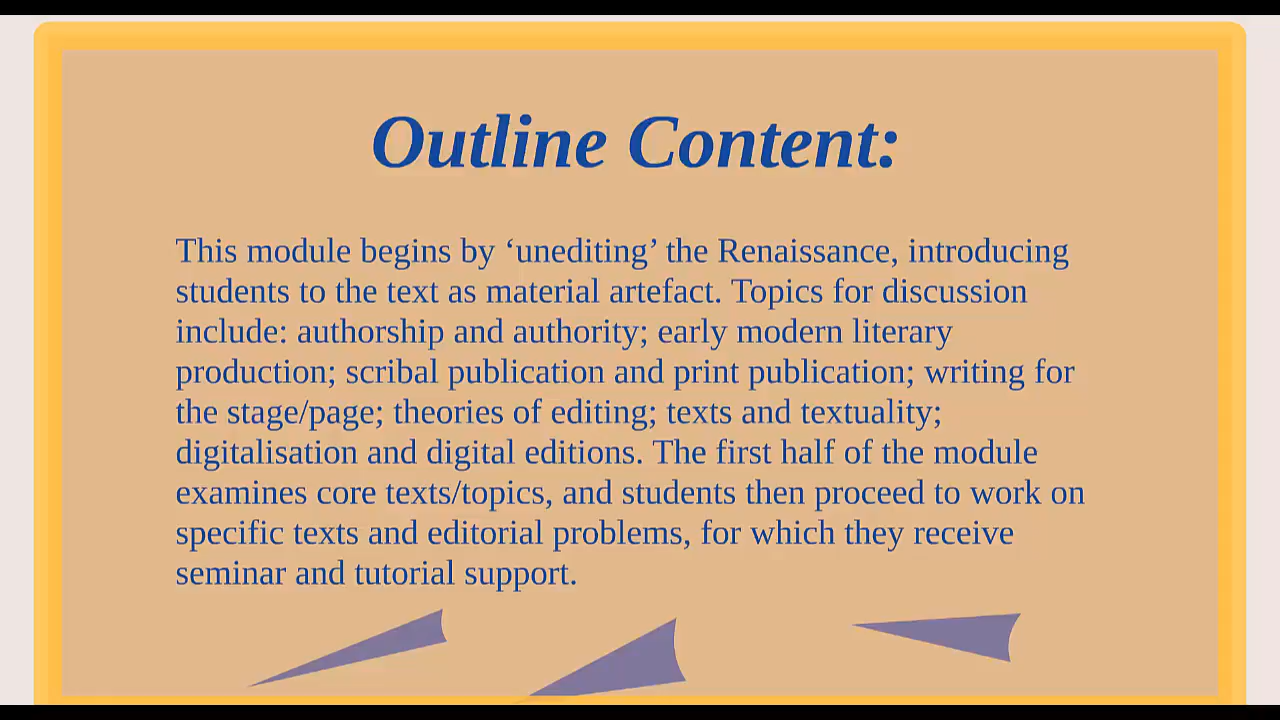 Outline Content:
This module begins by ‘unediting’ the Renaissance, introducing
students to the text as material artefact. Topics for discussion
include: authorship and authority; early modern literary
production; scribal publication and print publication; writing for
the stage/page; theories of editing; texts and textuality;
digitalisation and digital editions. The first half of the module
examines core texts/topics, and students then proceed to work on
specific texts and editorial problems, for which they receive
seminar and tutorial support.